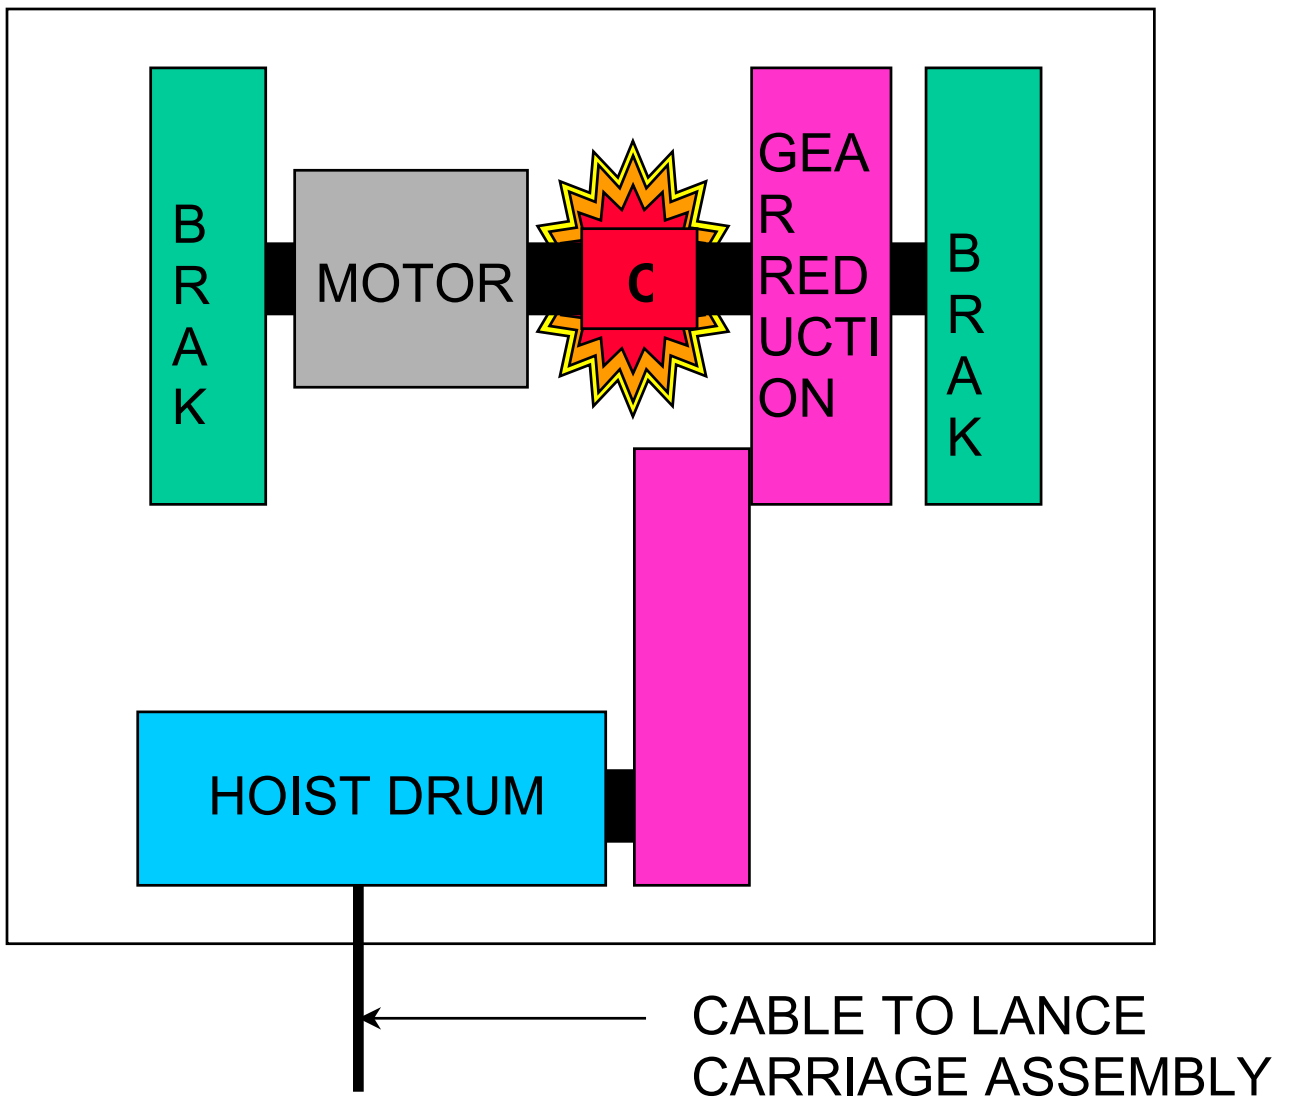 B
R
A
K
MOTOR
C
GEA
R
RED
UCTI
ON
B
R
A
K
HOIST DRUM
CABLE TO LANCE
CARRIAGE ASSEMBLY